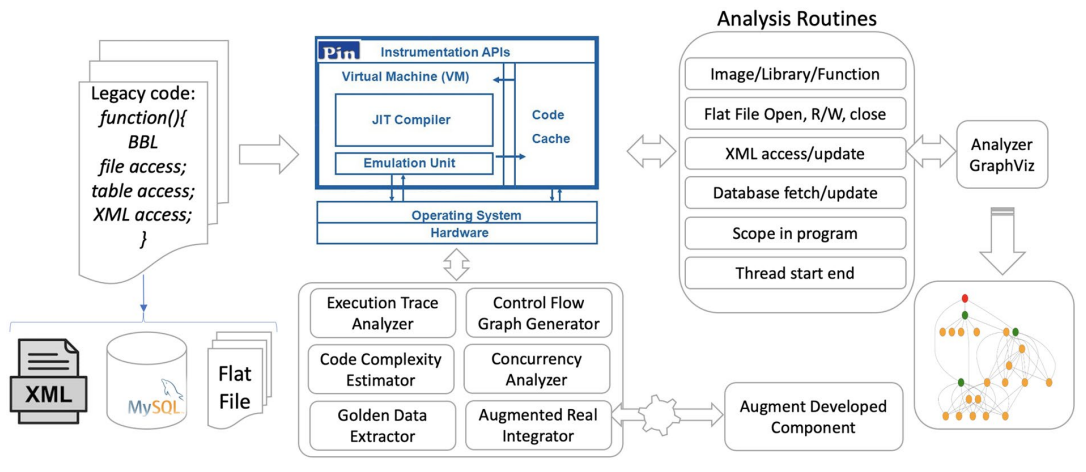 Analysis Routines
Legacy code:
function(){
BBL
file access;
table access;
XML access;
}
Pin
Instrumentation APIs
Virtual Machine (VM)
JIT Compiler
Emulation Unit
Code
Cache
Operating System
Hardware
Image/Library/Function
Flat File Open, R/W, close
XML access/update
Database fetch/update
Scope in program
Thread start end
Analyzer
GraphViz
XML
MySQL
Flat
File
Execution Trace
Analyzer
Control Flow
Graph Generator
Code Complexity
Estimator
Concurrency
Analyzer
Golden Data
Extractor
Augmented Real
Integrator
Augment Developed
Component